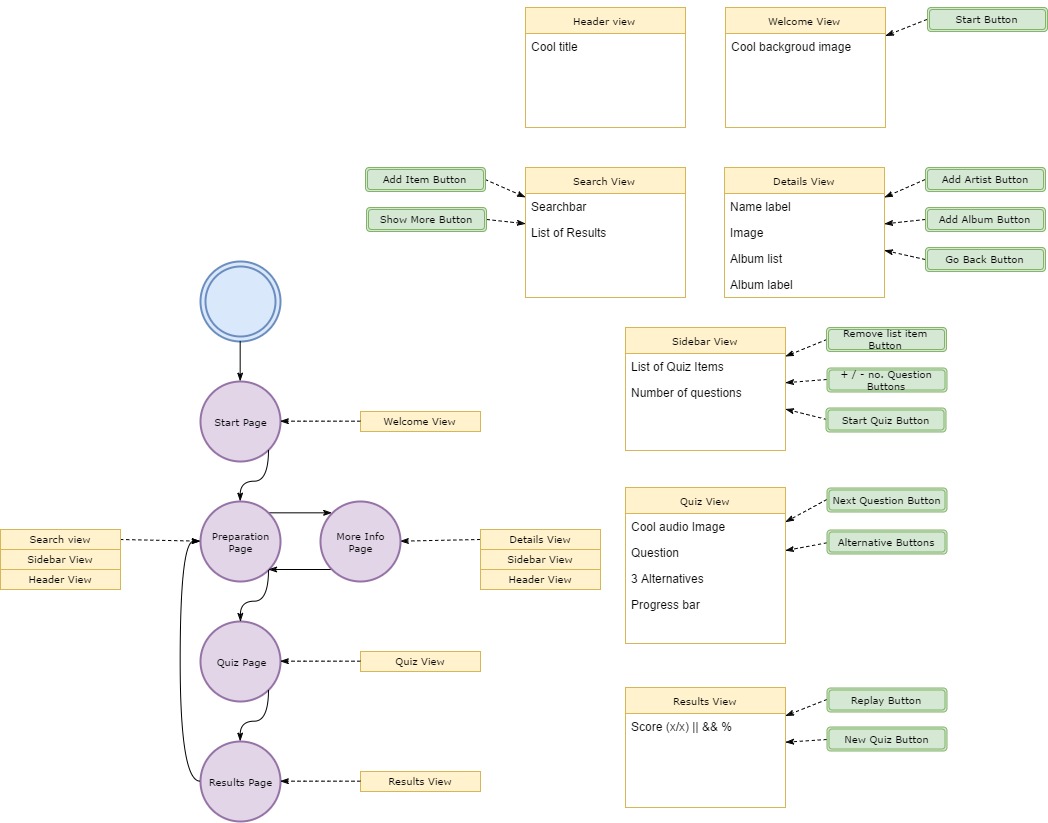 Header view
Cool title
Welcome View
Cool backgroud image
Start Button
Add Item Button
Show More Button
Search View
Searchbar
List of Results
Details View
Name label
Image
Album list
Album label
Add Artist Button
Add Album Button
Go Back Button
Sidebar View
List of Quiz Items
Number of questions
Remove list item
Button
+ / - no. Question
Buttons
Start Quiz Button
Start Page
Welcome View
Preparation
Page
More Info
Page
Search view
Sidebar View
Header View
Details View
Sidebar View
Header View
Quiz View
Cool audio Image
Question
3 Alternatives
Progress bar
Next Question Button
Alternative Buttons
Quiz Page
Quiz View
Results View
Score (x/x) || && %
Replay Button
New Quiz Button
Results Page
Results View